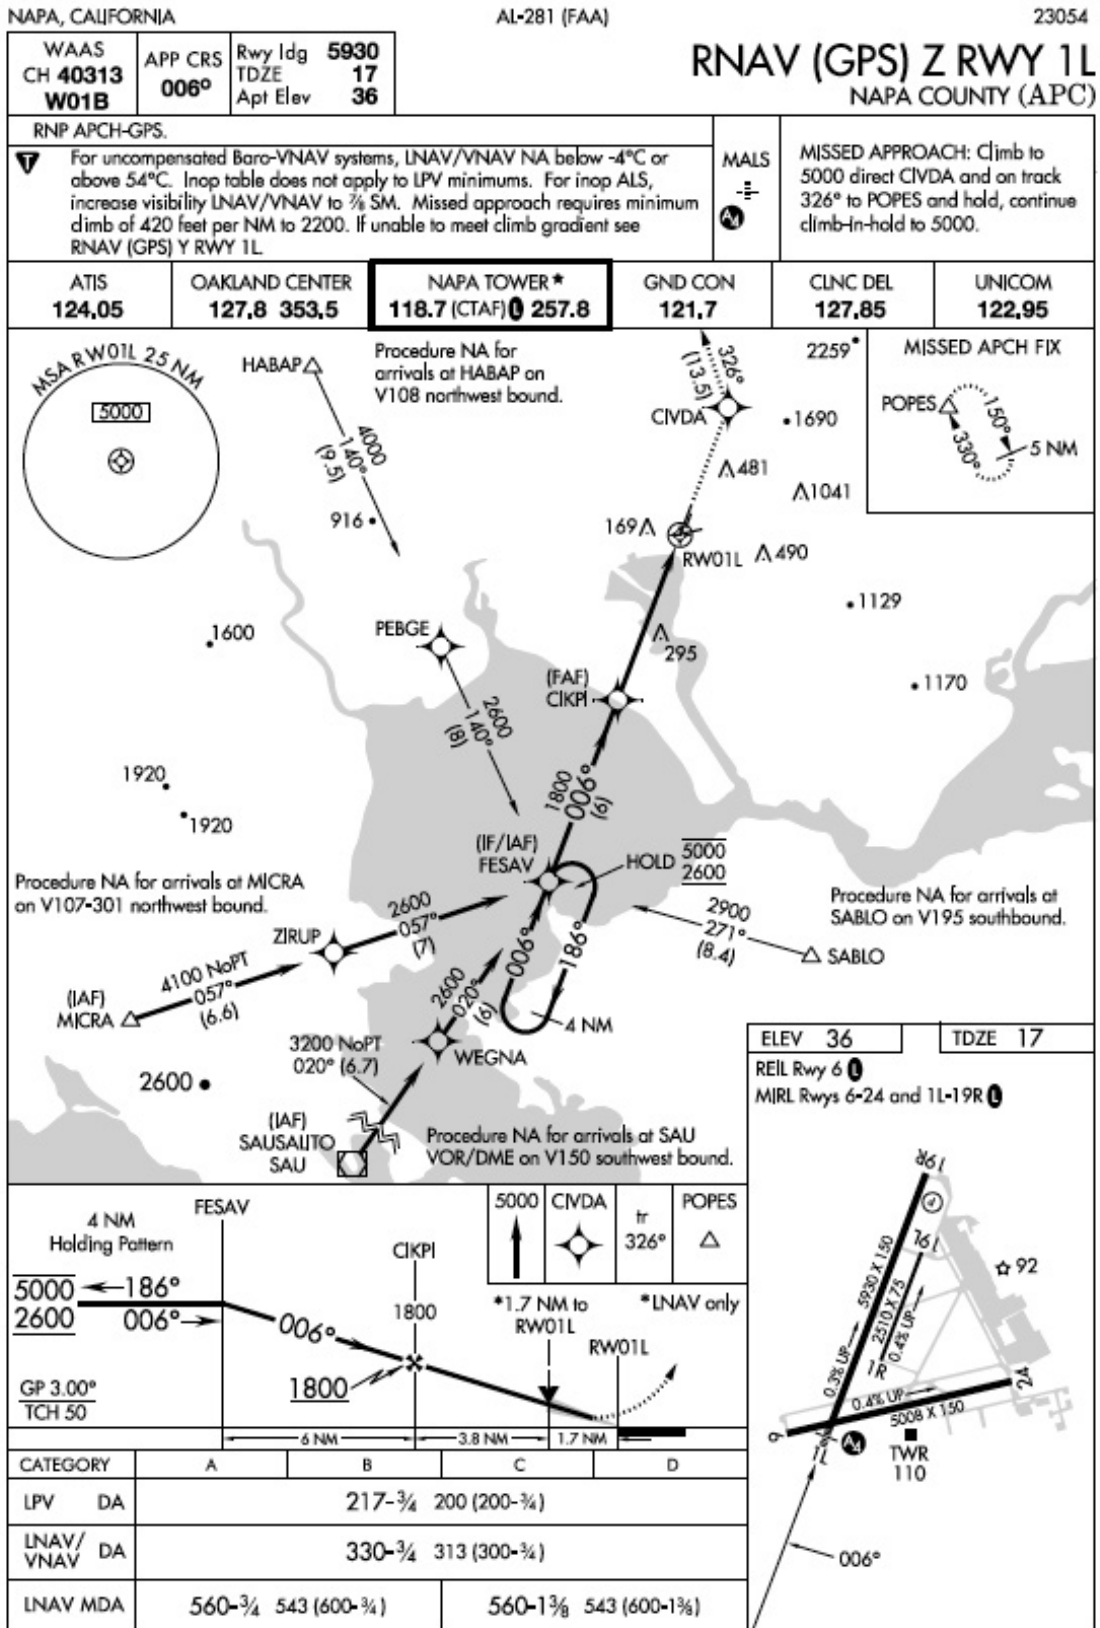 NAPA, CALIFORNIA
AL-281 (FAA)
23054
WAAS
CH 40313
W01B
APP CRS
006°
Rwy ldg 5930
TDZE 17
Apt Elev 36
RNAV (GPS) Z RWY 1L
NAPA COUNTY (APC)
RNP APCH-GPS.
T
For uncompensated Baro-VNAV systems, LNAV/VNAV NA below -4°C or
above 54°C. Inop table does not apply to LPV minimums. For inop ALS,
increase visibility LNAV/VNAV to ⅞ SM. Missed approach requires minimum
climb of 420 feet per NM to 2200. If unable to meet climb gradient see
RNAV (GPS) Y RWY 1L.
MALS
A4
MISSED APPROACH: Climb to
5000 direct CIVDA and on track
326° to POPES and hold, continue
climb-in-hold to 5000.
ATIS
124.05
OAKLAND CENTER
127.8 353.5
NAPA TOWER*
118.7 (CTAF) L 257.8
GND CON
121.7
CLNC DEL
127.85
UNICOM
122.95
MSA RW01L 25 NM
5000
HABAP
4000
140°
(9.5)
Procedure NA for
arrivals at HABAP on
V108 northwest bound.
326°
(13.5)
CIVDA
2259
1690
481
1041
MISSED APCH FIX
POPES
150°
330°
5 NM
916
169
RW01L
490
1129
1600
PEBGE
295
(FAF)
CIKPI
1170
2600
140°
(8)
1800
006°
(6)
1920
1920
(IF/IAF)
FESAV
HOLD
5000
2600
Procedure NA for arrivals at MICRA
on V107-301 northwest bound.
Procedure NA for arrivals at
SABLO on V195 southbound.
2600
057°
(7)
ZIRUP
2900
271°
(8.4)
SABLO
4100 NoPT
057°
(6.6)
(IAF)
MICRA
2600
020°
(6)
006°
186°
4 NM
WEGNA
3200 NoPT
020° (6.7)
2600
(IAF)
SAUSALITO
SAU
Procedure NA for arrivals at SAU
VOR/DME on V150 southwest bound.
ELEV 36
TDZE 17
REIL Rwy 6 L
MIRL Rwys 6-24 and 1L-19R L
19R
P
19L
5930 X 150
2510 X 75
0.3% UP
0.4% UP
1R
92
24
0.4% UP
5008 X 150
6
1L
A4
TWR
110
006°
4 NM
Holding Pattern
FESAV
5000
2600
186°
006°
006°
CIKPI
1800
1800
GP 3.00°
TCH 50
5000
CIVDA
tr
326°
POPES
*1.7 NM to
RW01L
*LNAV only
RW01L
6 NM
3.8 NM
1.7 NM
CATEGORY A B C D
LPV DA 217-¾ 200 (200-¾)
LNAV/
VNAV DA 330-¾ 313 (300-¾)
LNAV MDA 560-¾ 543 (600-¾) 560-1⅜ 543 (600-1⅜)